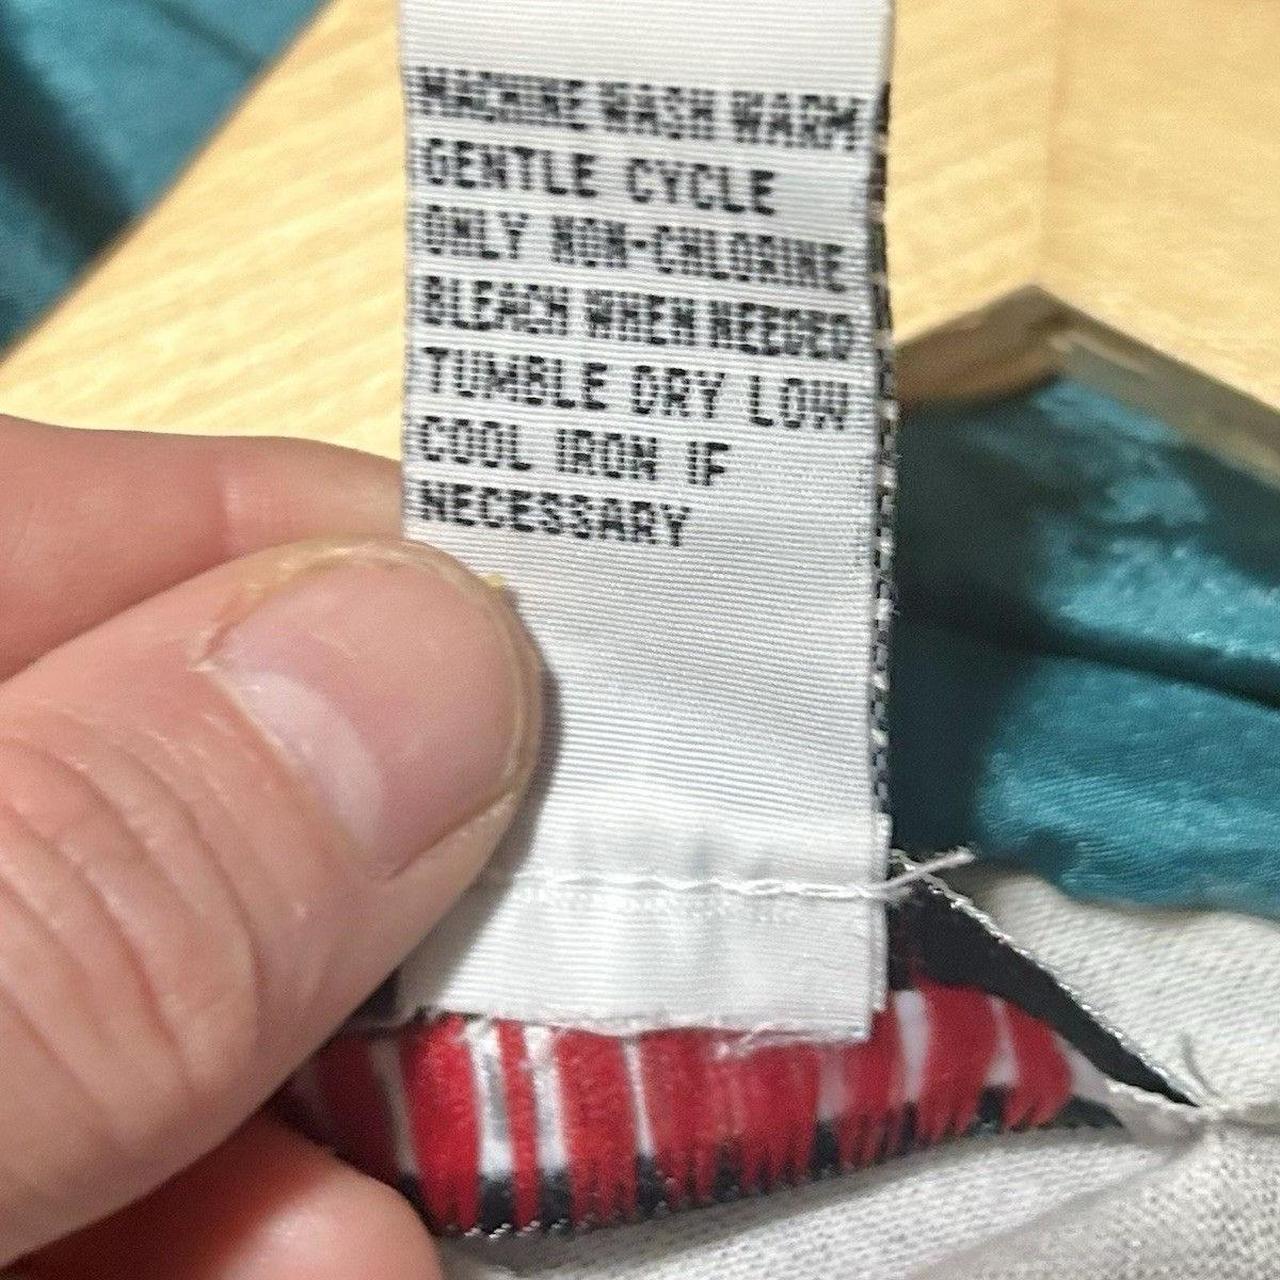 MACHINE WASH WARM
GENTLE CYCLE
ONLY NON-CHLORINE
BLEACH WHEN NEEDED
TUMBLE DRY LOW
COOL IRON IF
NECESSARY